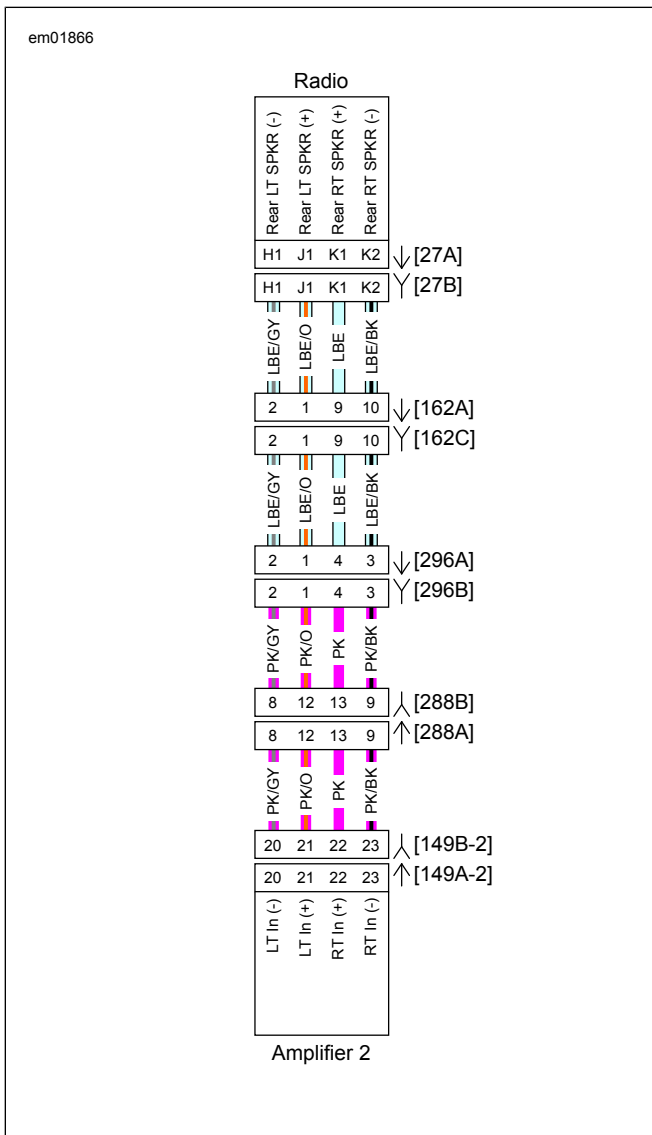 em01866
Radio
Rear LT SPKR (-)
Rear LT SPKR (+)
Rear RT SPKR (+)
Rear RT SPKR (-)
H1 J1 K1 K2 [27A]
H1 J1 K1 K2 [27B]
LBE/GY LBE/O LBE LBE/BK
2 1 9 10 [162A]
2 1 9 10 [162C]
LBE/GY LBE/O LBE LBE/BK
2 1 4 3 [296A]
2 1 4 3 [296B]
PK/GY PK/O PK PK/BK
8 12 13 9 [288B]
8 12 13 9 [288A]
PK/GY PK/O PK PK/BK
20 21 22 23 [149B-2]
20 21 22 23 [149A-2]
LT In (-)
LT In (+)
RT In (+)
RT In (-)
Amplifier 2